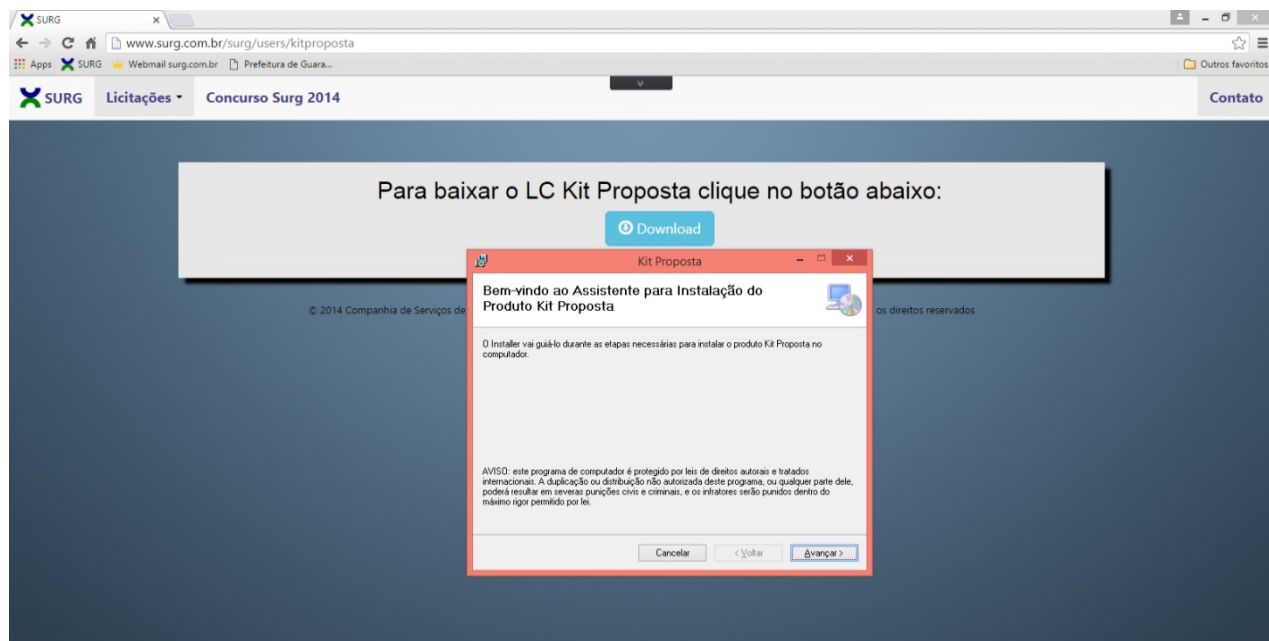 SURG
www.surg.com.br/surg/users/kitproposta
Apps SURG Webmail surg.com.br Prefeitura de Guara... Outros favoritos
SURG Licitações Concurso Surg 2014 Contato
Para baixar o LC Kit Proposta clique no botão abaixo:
Download
Kit Proposta
Bem-vindo ao Assistente para Instalação do
Produto Kit Proposta
© 2014 Companhia de Serviços de os direitos reservados
O Installer vai guiá-lo durante as etapas necessárias para instalar o produto Kit Proposta no
computador.
AVISO: este programa de computador é protegido por leis de direitos autorais e tratados
internacionais. A duplicação ou distribuição não autorizada deste programa, ou qualquer parte dele,
poderá resultar em severas punições civis e criminais, e os infratores serão punidos dentro do
máximo rigor permitido por lei.
Cancelar < Voltar Avançar >